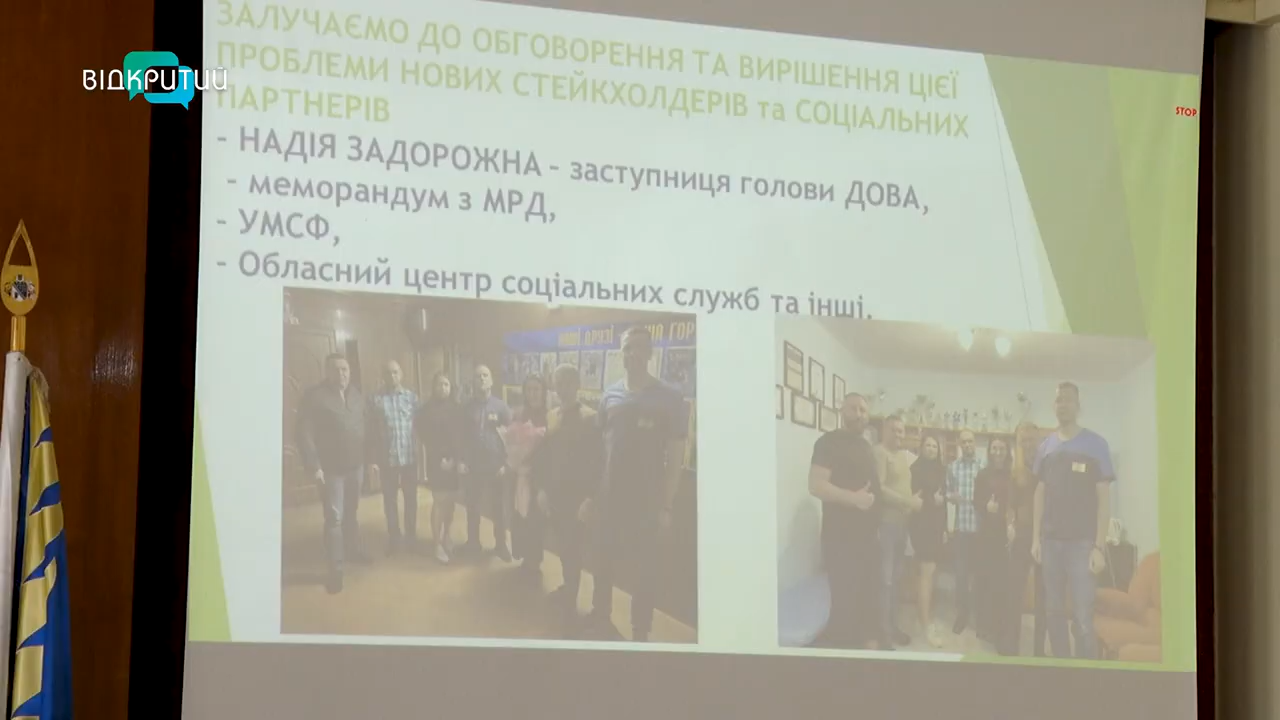 ВІДКРИТИЙ
ЗАЛУЧАЄМО ДО ОБГОВОРЕННЯ ТА ВИРІШЕННЯ ЦІЄЇ
ПРОБЛЕМИ НОВИХ СТЕЙКХОЛДЕРІВ та СОЦІАЛЬНИХ
ПАРТНЕРІВ
- НАДІЯ ЗАДОРОЖНА - заступниця голови ДОВА,
- меморандум з МРД,
- УМСФ,
- Обласний центр соціальних служб та інші.
STOP